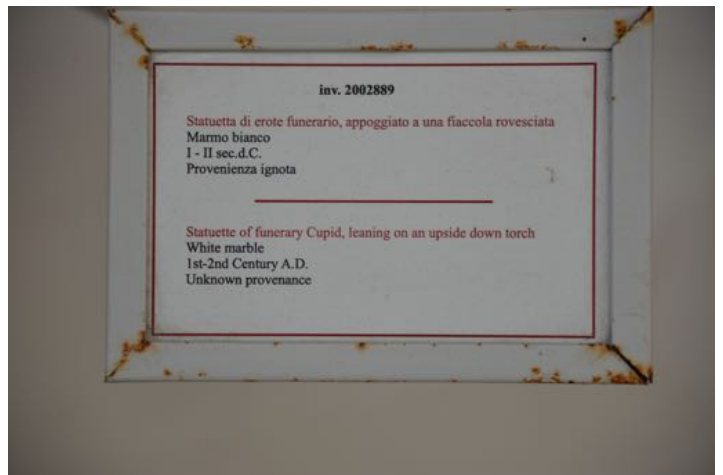 inv. 2002889
Statuetta di erote funerario, appoggiato a una fiaccola rovesciata
Marmo bianco
I - II sec.d.C.
Provenienza ignota
Statuette of funerary Cupid, leaning on an upside down torch
White marble
1st-2nd Century A.D.
Unknown provenance